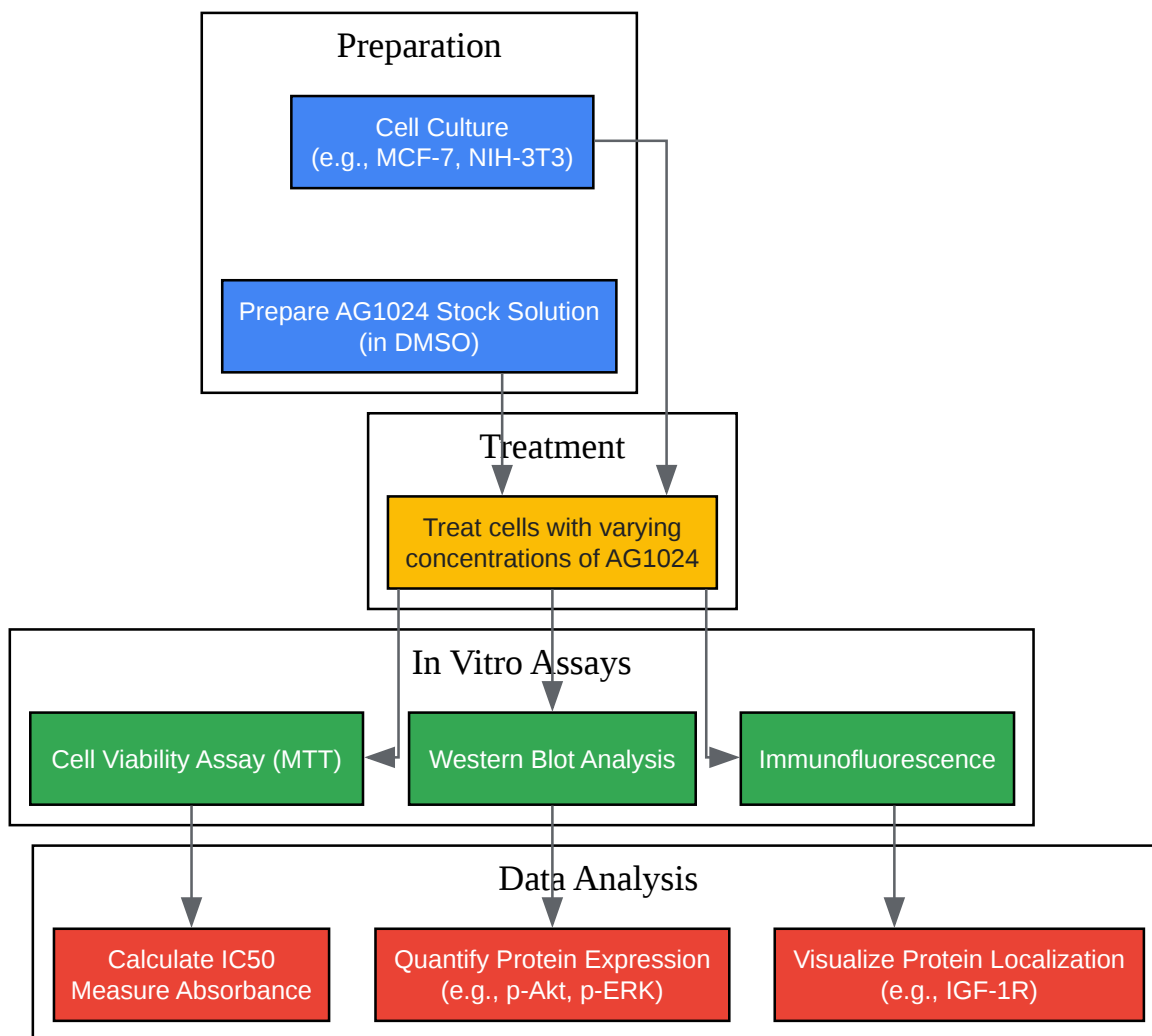 Preparation
Cell Culture
(e.g., MCF-7, NIH-3T3)
Prepare AG1024 Stock Solution
(in DMSO)
Treatment
Treat cells with varying
concentrations of AG1024
In Vitro Assays
Cell Viability Assay (MTT)
Western Blot Analysis
Immunofluorescence
Data Analysis
Calculate IC50
Measure Absorbance
Quantify Protein Expression
(e.g., p-Akt, p-ERK)
Visualize Protein Localization
(e.g., IGF-1R)